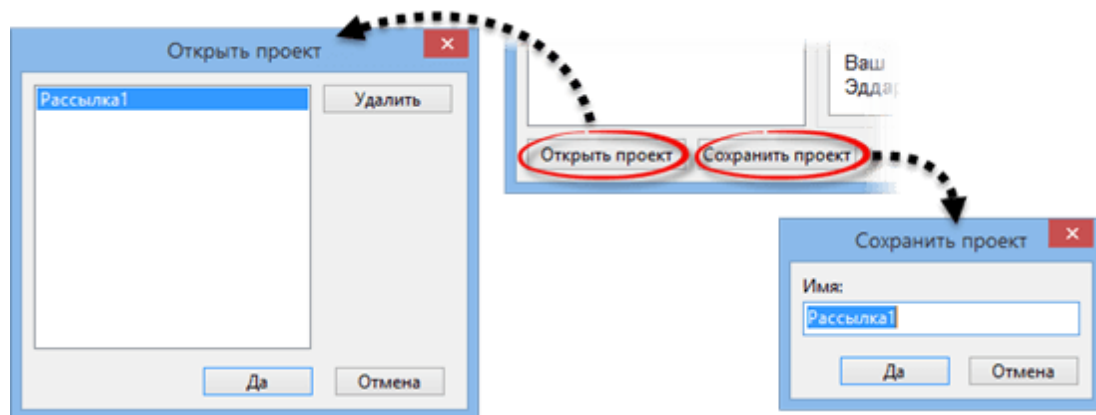 Открыть проект
Рассылка1
Удалить
Да
Отмена
Ваш
Эддар
Открыть проект
Сохранить проект
Сохранить проект
Имя:
Рассылка1
Да
Отмена